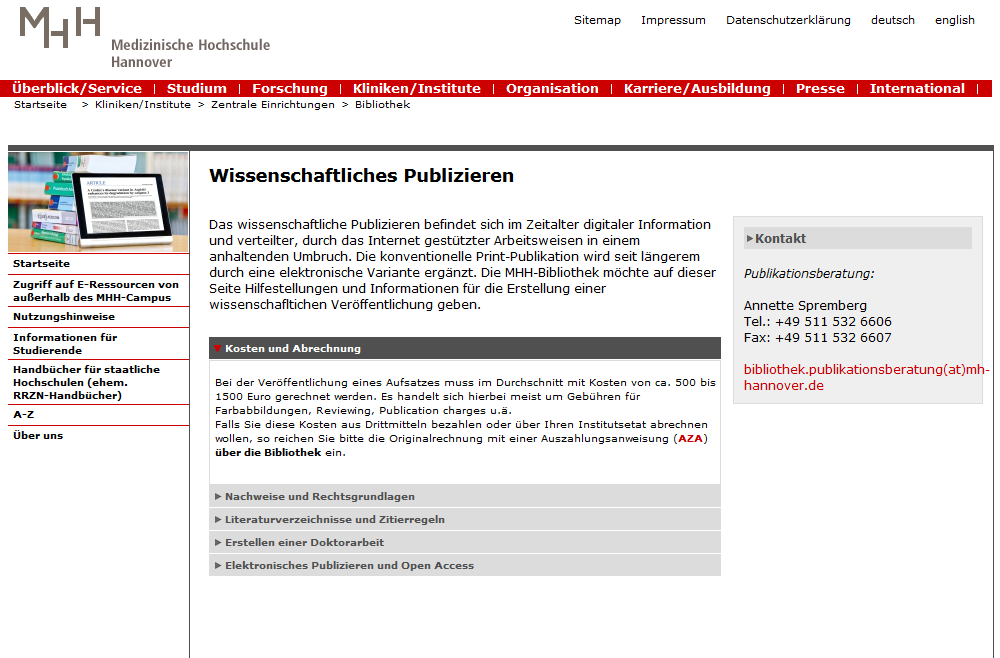 MHH
Medizinische Hochschule
Hannover
Sitemap Impressum Datenschutzerklärung deutsch english
Überblick/Service | Studium | Forschung | Kliniken/Institute | Organisation | Karriere/Ausbildung | Presse | International |
Startseite > Kliniken/Institute > Zentrale Einrichtungen > Bibliothek
ARTICLE
Startseite
Zugriff auf E-Ressourcen von
außerhalb des MHH-Campus
Nutzungshinweise
Informationen für
Studierende
Handbücher für staatliche
Hochschulen (ehem.
RRZN-Handbücher)
A-Z
Über uns
Wissenschaftliches Publizieren
Das wissenschaftliche Publizieren befindet sich im Zeitalter digitaler Information
und verteilter, durch das Internet gestützter Arbeitsweisen in einem
anhaltenden Umbruch. Die konventionelle Print-Publikation wird seit längerem
durch eine elektronische Variante ergänzt. Die MHH-Bibliothek möchte auf dieser
Seite Hilfestellungen und Informationen für die Erstellung einer
wissenschafltichen Veröffentlichung geben.
Kosten und Abrechnung
Bei der Veröffentlichung eines Aufsatzes muss im Durchschnitt mit Kosten von ca. 500 bis
1500 Euro gerechnet werden. Es handelt sich hierbei meist um Gebühren für
Farbabbildungen, Reviewing, Publication charges u.ä.
Falls Sie diese Kosten aus Drittmitteln bezahlen oder über Ihren Institutsetat abrechnen
wollen, so reichen Sie bitte die Originalrechnung mit einer Auszahlungsanweisung (AZA)
über die Bibliothek ein.
Nachweise und Rechtsgrundlagen
Literaturverzeichnisse und Zitierregeln
Erstellen einer Doktorarbeit
Elektronisches Publizieren und Open Access
Kontakt
Publikationsberatung:
Annette Spremberg
Tel.: +49 511 532 6606
Fax: +49 511 532 6607
bibliothek.publikationsberatung(at)mh-
hannover.de